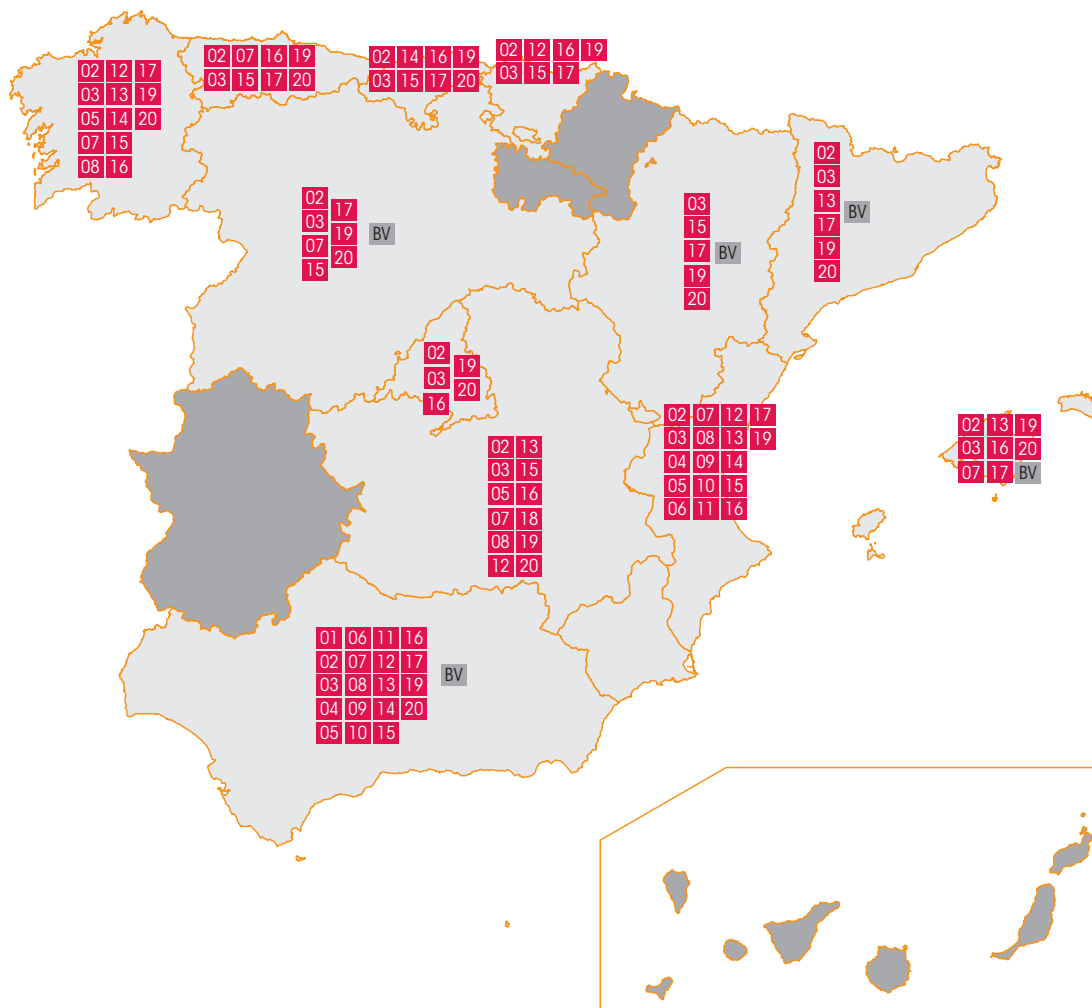 02 12 17
03 13 19
05 14 20
07 15
08 16
02 07 16 19
03 15 17 20
02 14 16 19
03 15 17 20
02 12 16 19
03 15 17
02
17
03
19
BV
07
20
15
03
15
17
BV
19
20
02
03
13
BV
17
19
20
02
19
03
20
16
02 13
03 15
05 16
07 18
08 19
12 20
02 07 12 17
03 08 13 19
04 09 14
05 10 15
06 11 16
02 13 19
03 16 20
07 17 BV
01 06 11 16
02 07 12 17
BV
03 08 13 19
04 09 14 20
05 10 15